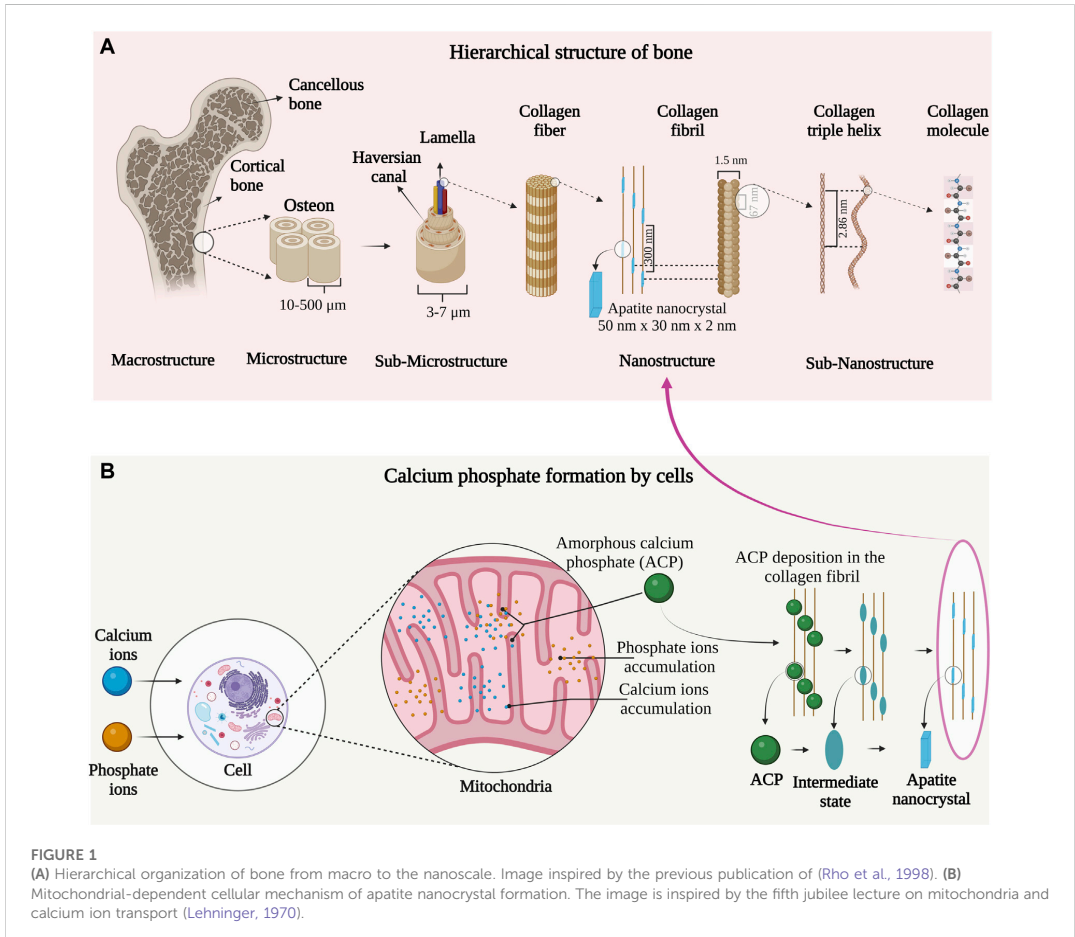 A
Hierarchical structure of bone
Cancellous
bone
Cortical
bone
Osteon
10-500 μm
Haversian
canal
Lamella
3-7 μm
Collagen
fiber
Collagen
fibril
1.5 nm
67 nm
300 nm
Apatite nanocrystal
50 nm x 30 nm x 2 nm
Collagen
triple helix
2.86 nm
Collagen
molecule
Macrostructure
Microstructure
Sub-Microstructure
Nanostructure
Sub-Nanostructure
B
Calcium phosphate formation by cells
Calcium
ions
Phosphate
ions
Cell
Mitochondria
Amorphous calcium
phosphate (ACP)
Phosphate ions
accumulation
Calcium ions
accumulation
ACP deposition in the
collagen fibril
ACP
Intermediate
state
Apatite
nanocrystal
FIGURE 1
(A) Hierarchical organization of bone from macro to the nanoscale. Image inspired by the previous publication of (Rho et al., 1998). (B)
Mitochondrial-dependent cellular mechanism of apatite nanocrystal formation. The image is inspired by the fifth jubilee lecture on mitochondria and
calcium ion transport (Lehninger, 1970).